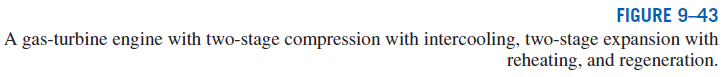 FIGURE 9–43
A gas-turbine engine with two-stage compression with intercooling, two-stage expansion with
reheating, and regeneration.